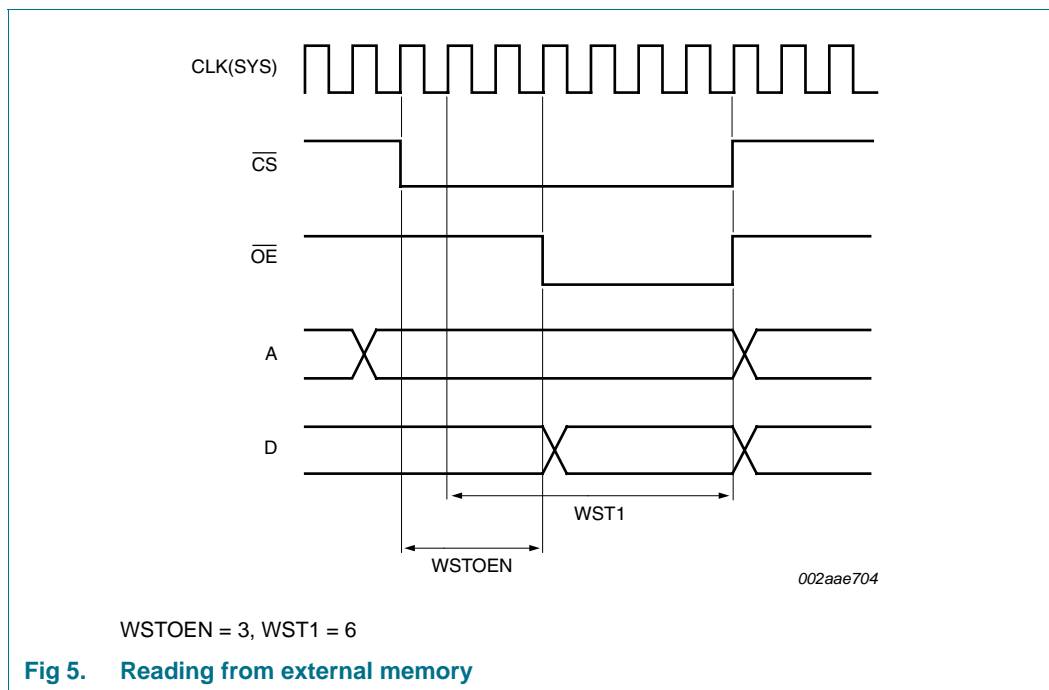 CLK(SYS)
CS
OE
A
D
WST1
WSTOEN
002aae704
WSTOEN = 3, WST1 = 6
Fig 5. Reading from external memory